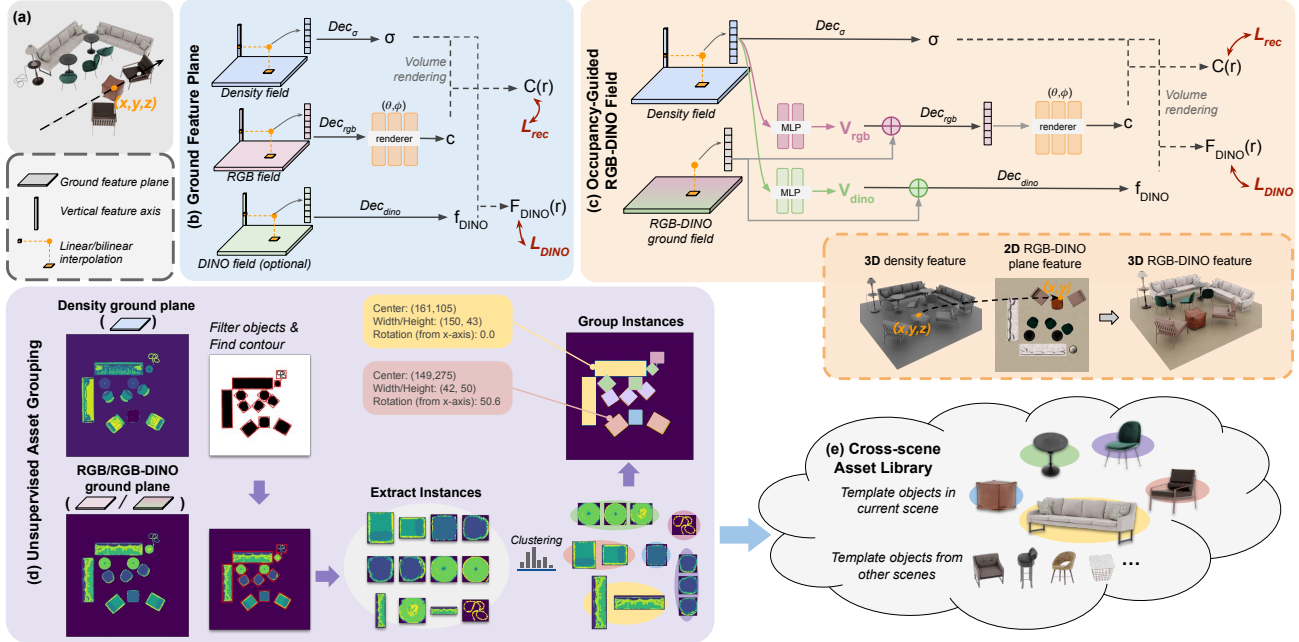 (a)
(x,y,z)
Ground feature plane
Vertical feature axis
Linear/bilinear
interpolation
(b) Ground Feature Plane
Density field
RGB field
DINO field (optional)
Dec_σ
σ
Volume
rendering
Dec_rgb
(θ,ϕ)
renderer
c
C(r)
L_rec
Dec_dino
f_DINO
F_DINO(r)
L_DINO
(c) Occupancy-Guided
RGB-DINO Field
Density field
RGB-DINO
ground field
Dec_σ
σ
MLP
V_rgb
Dec_rgb
(θ,ϕ)
renderer
c
MLP
V_dino
Dec_dino
f_DINO
L_rec
C(r)
Volume
rendering
F_DINO(r)
L_DINO
3D density feature
(x,y,z)
2D RGB-DINO
plane feature
(x,y)
3D RGB-DINO feature
(d) Unsupervised Asset Grouping
Density ground plane
( )
RGB/RGB-DINO
ground plane
( / )
Filter objects &
Find contour
Center: (161,105)
Width/Height: (150, 43)
Rotation (from x-axis): 0.0
Center: (149,275)
Width/Height: (42, 50)
Rotation (from x-axis): 50.6
Group Instances
Extract Instances
Clustering
(e) Cross-scene
Asset Library
Template objects in
current scene
Template objects from
other scenes
...